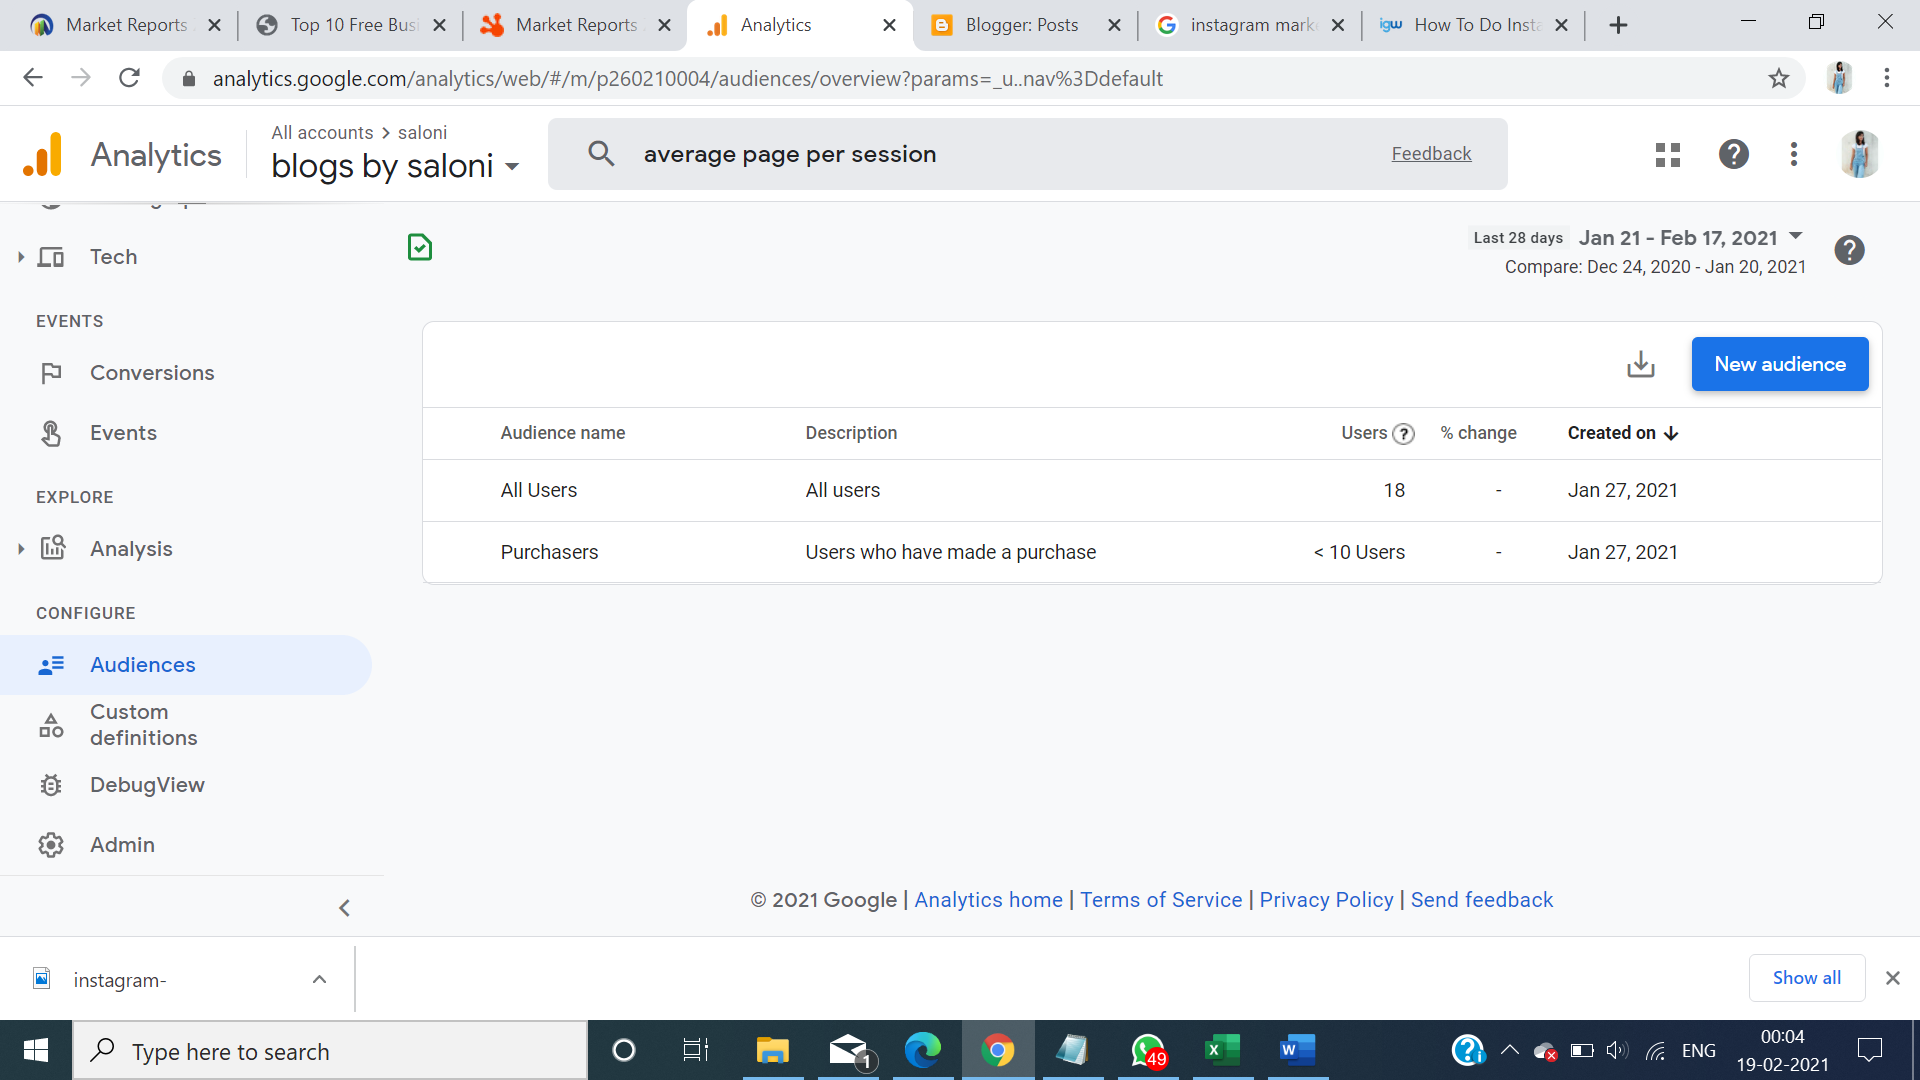 Market Reports
Top 10 Free Busi
Market Reports
Analytics
Blogger: Posts
instagram mark
igw
How To Do Insta
analytics.google.com/analytics/web/#/m/p260210004/audiences/overview?params=_u..nav%3Ddefault
Analytics
All accounts > saloni
blogs by saloni
average page per session
Feedback
Tech
EVENTS
Conversions
Events
EXPLORE
Analysis
CONFIGURE
Audiences
Custom
definitions
DebugView
Admin
Last 28 days Jan 21 - Feb 17, 2021
Compare: Dec 24, 2020 - Jan 20, 2021
New audience
Audience name Description Users % change Created on
All Users All users 18 - Jan 27, 2021
Purchasers Users who have made a purchase < 10 Users - Jan 27, 2021
© 2021 Google | Analytics home | Terms of Service | Privacy Policy | Send feedback
instagram-
Show all
Type here to search
1
49
ENG
00:04
19-02-2021